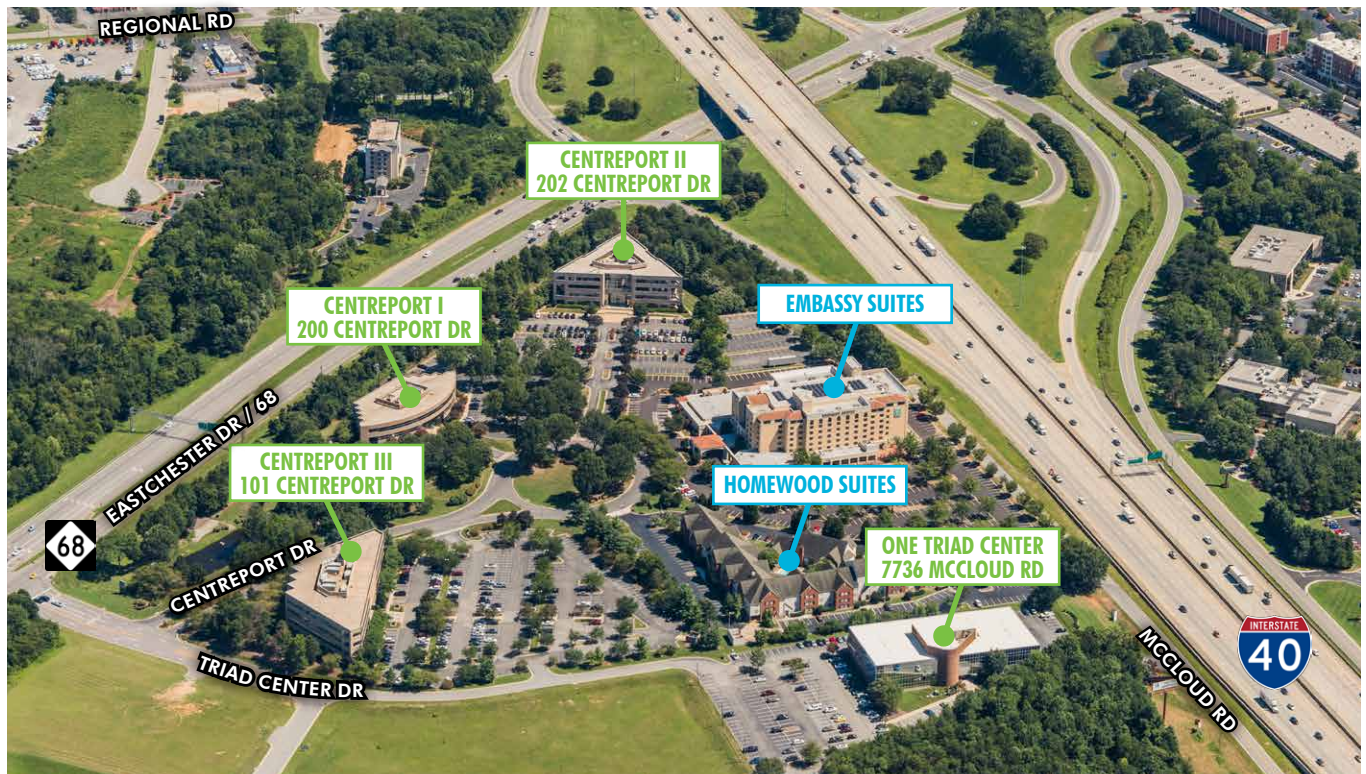 REGIONAL RD
CENTREPORT II
202 CENTREPORT DR
CENTREPORT I
200 CENTREPORT DR
EMBASSY SUITES
EASTCHESTER DR / 68
CENTREPORT III
101 CENTREPORT DR
HOMEWOOD SUITES
68
CENTREPORT DR
ONE TRIAD CENTER
7736 MCCLOUD RD
TRIAD CENTER DR
MCCLOUD RD
INTERSTATE
40